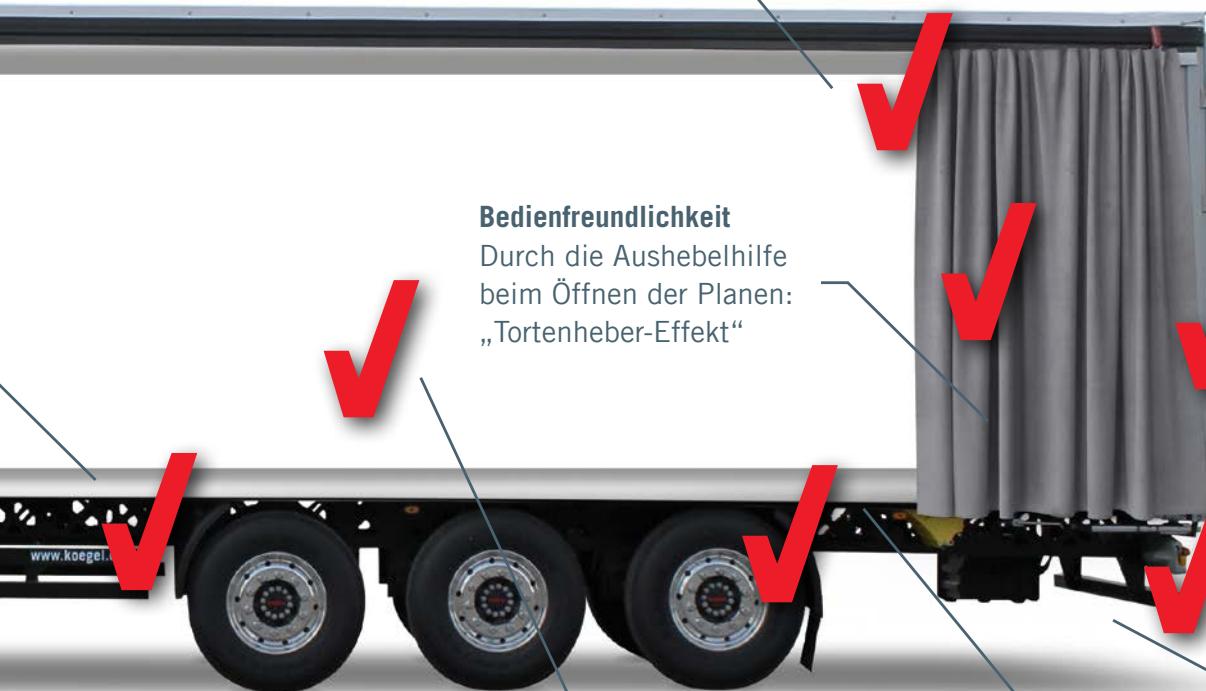 Bedienfreundlichkeit
Durch die Aushebelhilfe
beim Öffnen der Planen:
„Tortenheber-Effekt“
www.koegel.